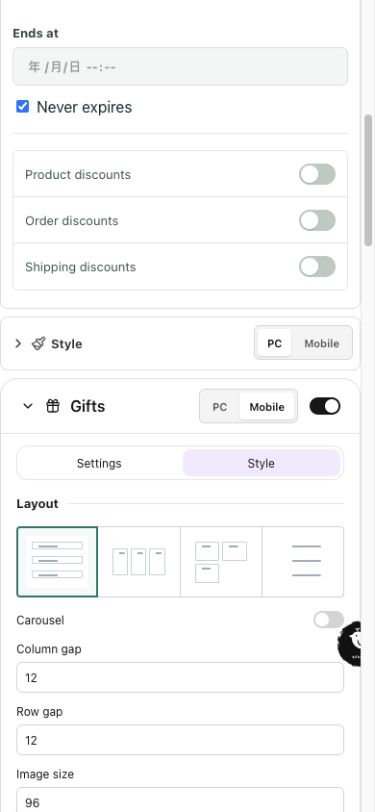 Ends at
年 /月/日 --:--
Never expires
Product discounts
Order discounts
Shipping discounts
Style
PC
Mobile
Gifts
PC
Mobile
Settings
Style
Layout
Carousel
Column gap
12
Row gap
12
Image size
96